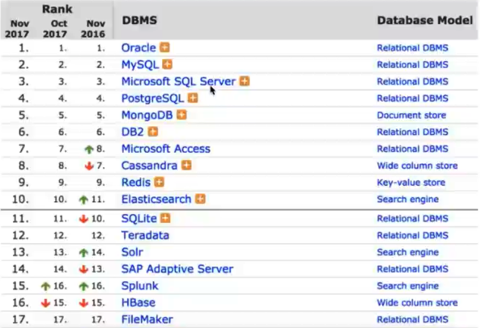 Rank
DBMS
Database Model
Nov 2017
Oct 2017
Nov 2016
1. 1. 1. Oracle Relational DBMS
2. 2. 2. MySQL Relational DBMS
3. 3. 3. Microsoft SQL Server Relational DBMS
4. 4. 4. PostgreSQL Relational DBMS
5. 5. 5. MongoDB Document store
6. 6. 6. DB2 Relational DBMS
7. 7. 8. Microsoft Access Relational DBMS
8. 8. 7. Cassandra Wide column store
9. 9. 9. Redis Key-value store
10. 10. 11. Elasticsearch Search engine
11. 11. 10. SQLite Relational DBMS
12. 12. 12. Teradata Relational DBMS
13. 13. 14. Solr Search engine
14. 14. 13. SAP Adaptive Server Relational DBMS
15. 16. 16. Splunk Search engine
16. 15. 15. HBase Wide column store
17. 17. 17. FileMaker Relational DBMS